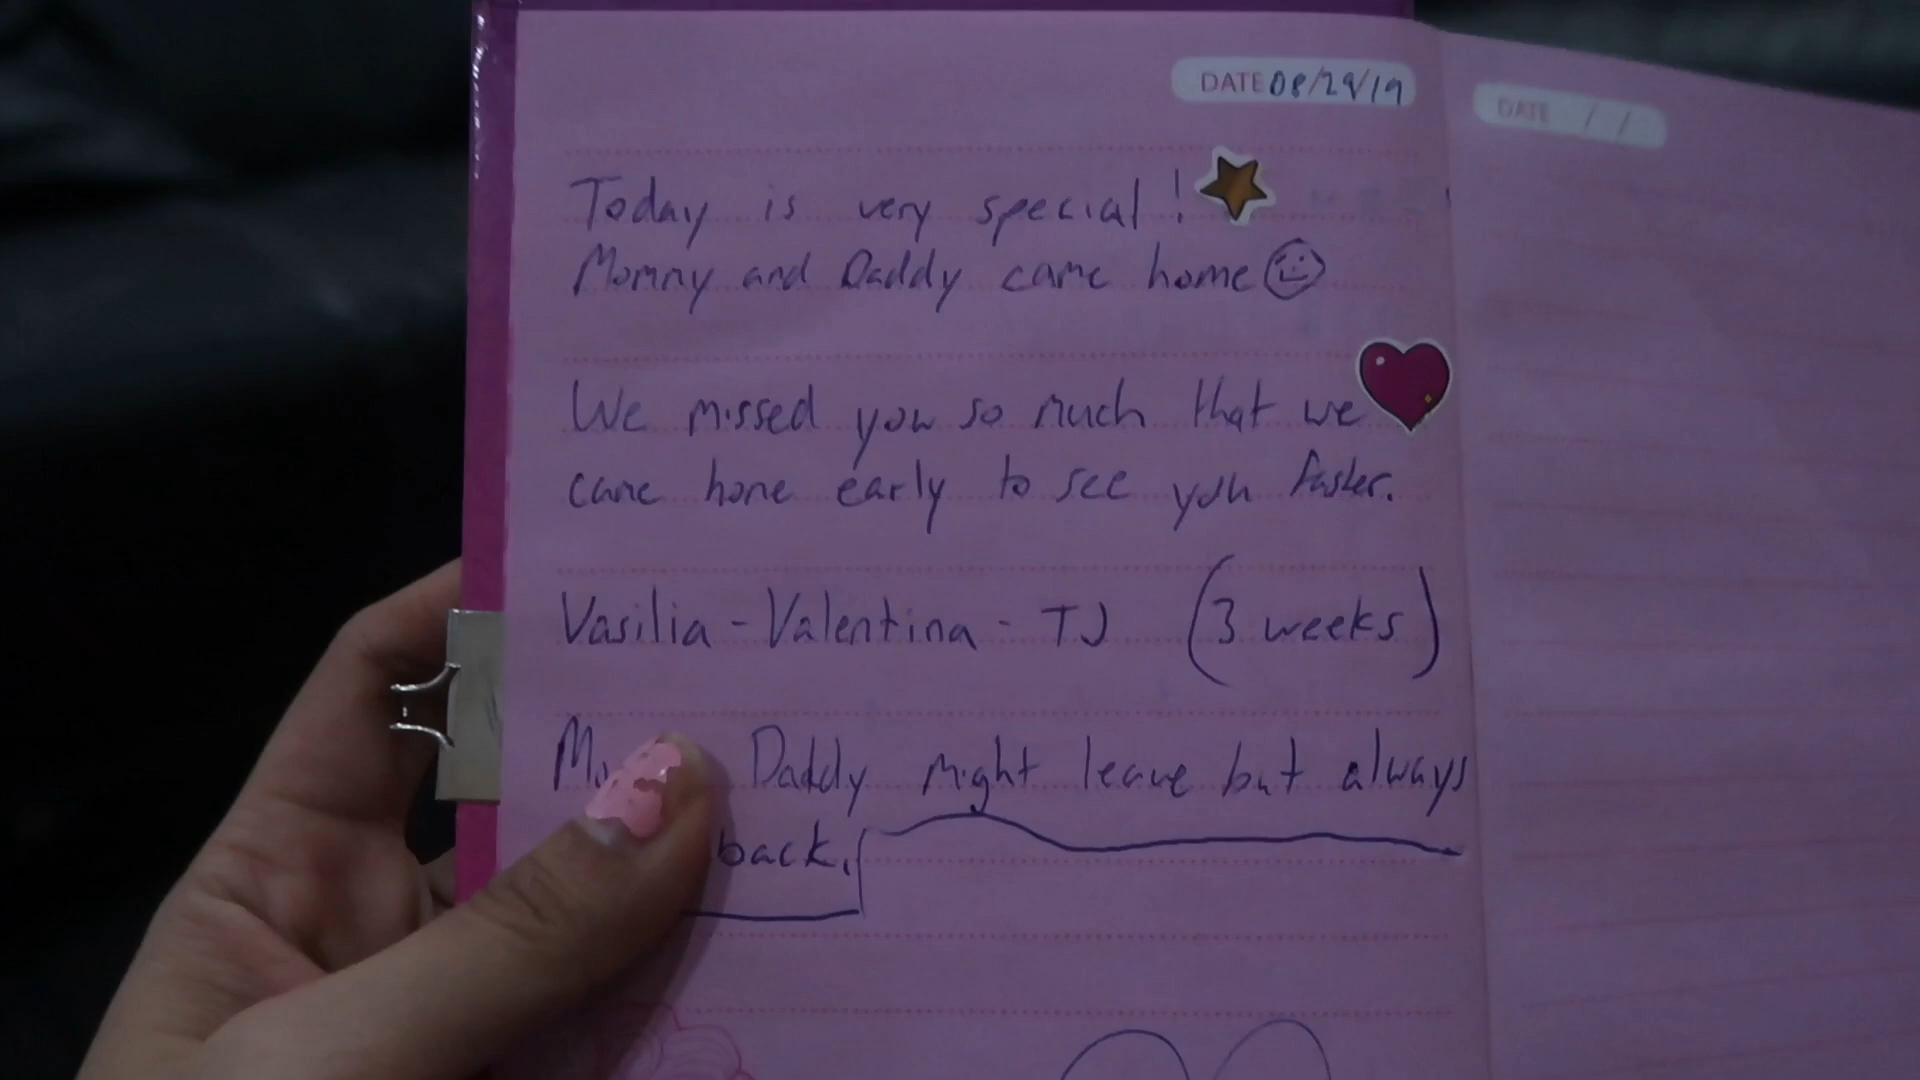 DATE 08/29/19
DATE / /
Today is very special!
Mommy and Daddy came home
We missed you so much that we
came home early to see you faster.
Vasilia - Valentina - TJ (3 weeks)
Daddy might leave but always
back.